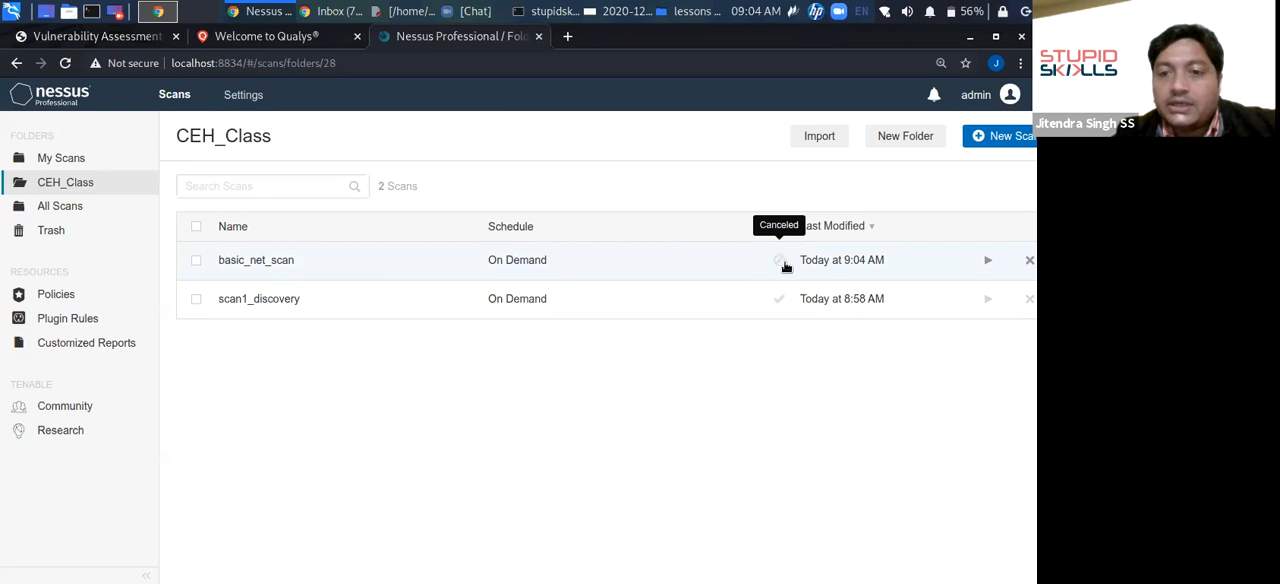 Nessus ...
Inbox (7...
[/home/...
[Chat]
stupidsk...
2020-12...
lessons ...
09:04 AM
EN
56%
Vulnerability Assessment
Welcome to Qualys®
Nessus Professional / Fol
Not secure
localhost:8834/#/scans/folders/28
J
nessus
Professional
Scans
Settings
admin
STUPID
SKILLS
Jitendra Singh SS
FOLDERS
My Scans
CEH_Class
All Scans
Trash
RESOURCES
Policies
Plugin Rules
Customized Reports
TENABLE
Community
Research
CEH_Class
Import
New Folder
New Sca
Search Scans
2 Scans
Name
Schedule
Canceled
ast Modified
basic_net_scan
On Demand
Today at 9:04 AM
scan1_discovery
On Demand
Today at 8:58 AM